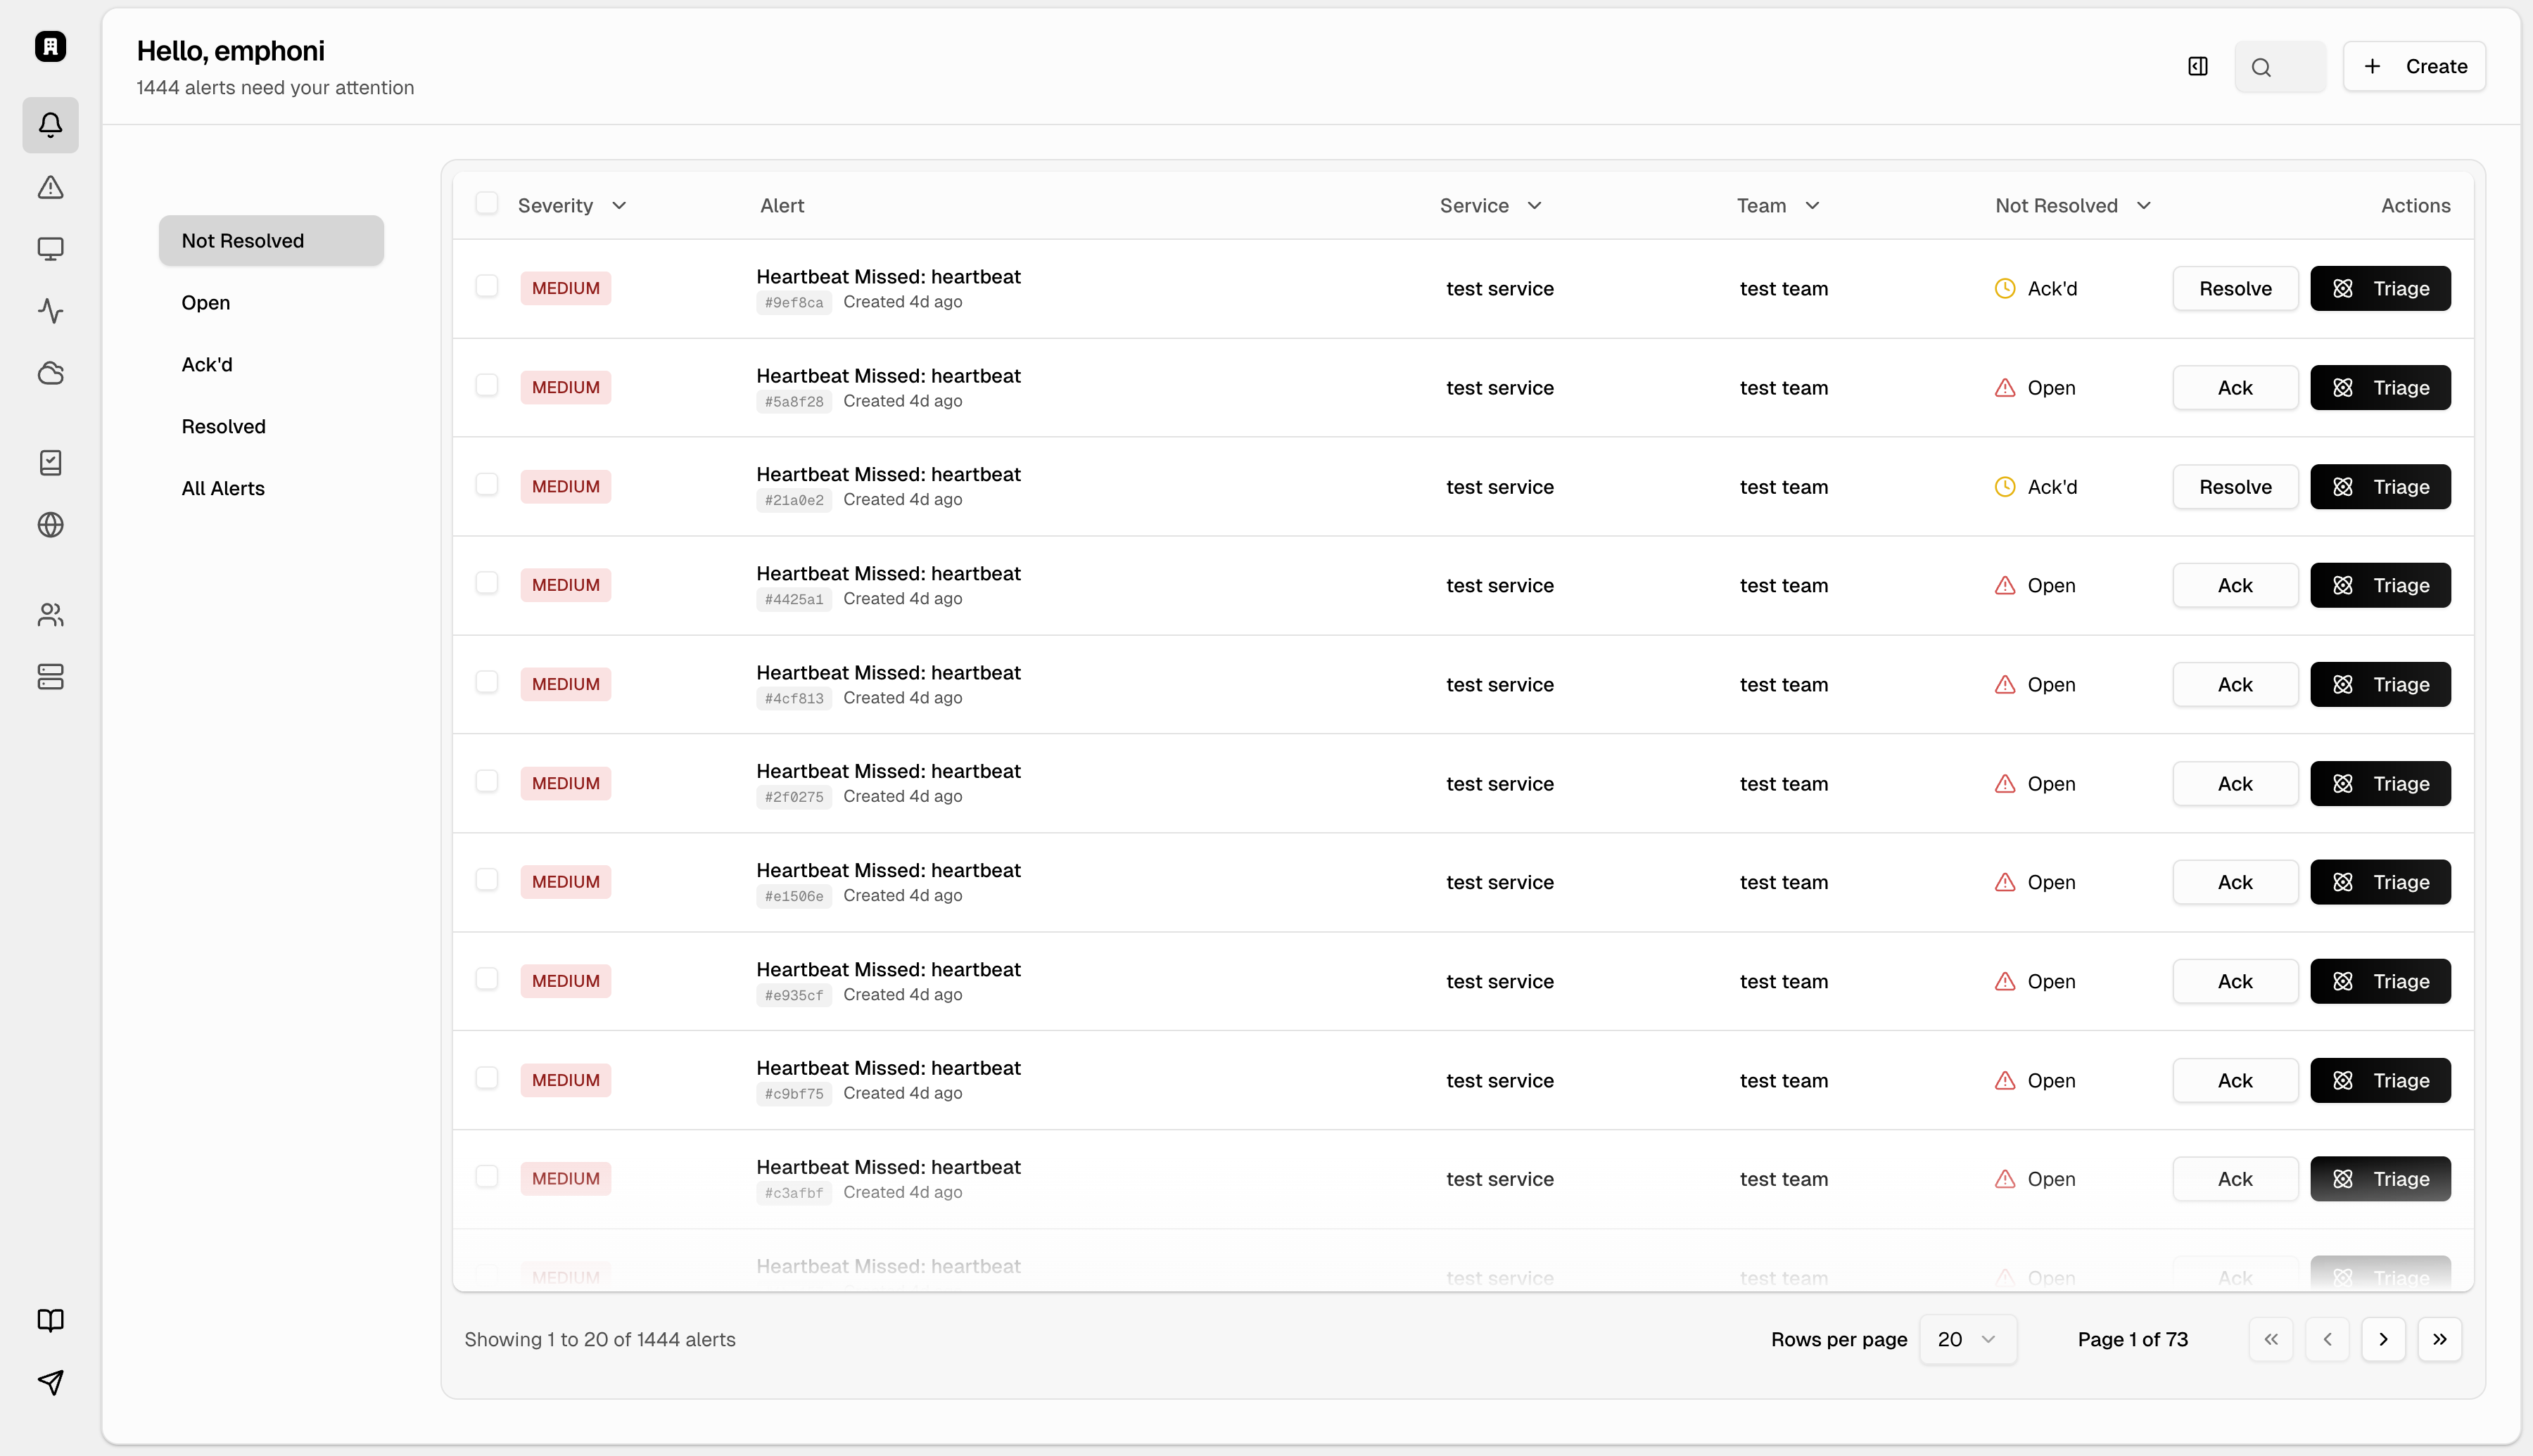 Hello, emphoni
1444 alerts need your attention
Create
Not Resolved
Open
Ack'd
Resolved
All Alerts
Severity Alert Service Team Not Resolved Actions
MEDIUM Heartbeat Missed: heartbeat test service test team Ack'd Resolve Triage
#9ef8ca Created 4d ago
MEDIUM Heartbeat Missed: heartbeat test service test team Open Ack Triage
#5a8f28 Created 4d ago
MEDIUM Heartbeat Missed: heartbeat test service test team Ack'd Resolve Triage
#21a0e2 Created 4d ago
MEDIUM Heartbeat Missed: heartbeat test service test team Open Ack Triage
#4425a1 Created 4d ago
MEDIUM Heartbeat Missed: heartbeat test service test team Open Ack Triage
#4cf813 Created 4d ago
MEDIUM Heartbeat Missed: heartbeat test service test team Open Ack Triage
#2f0275 Created 4d ago
MEDIUM Heartbeat Missed: heartbeat test service test team Open Ack Triage
#e1506e Created 4d ago
MEDIUM Heartbeat Missed: heartbeat test service test team Open Ack Triage
#e935cf Created 4d ago
MEDIUM Heartbeat Missed: heartbeat test service test team Open Ack Triage
#c9bf75 Created 4d ago
MEDIUM Heartbeat Missed: heartbeat test service test team Open Ack Triage
#c3afbf Created 4d ago
MEDIUM Heartbeat Missed: heartbeat test service test team Open Ack Triage
Showing 1 to 20 of 1444 alerts Rows per page 20 Page 1 of 73